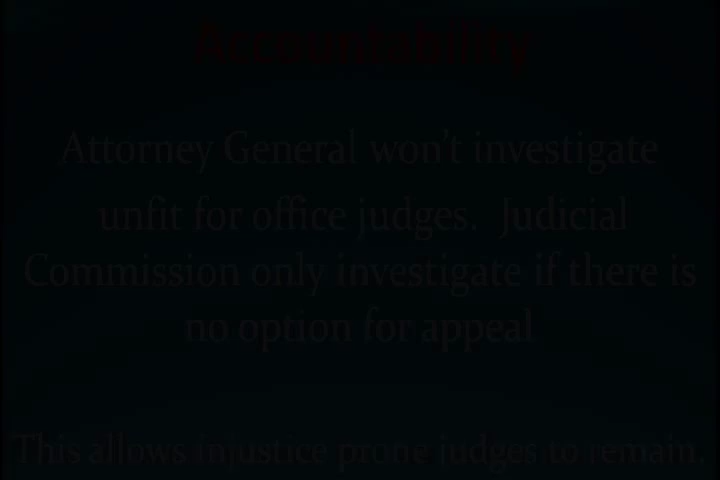 Accountability
Attorney General won't investigate
unfit for office judges. Judicial
Commission only investigate if there is
no option for appeal
This allows injustice prone judges to remain.